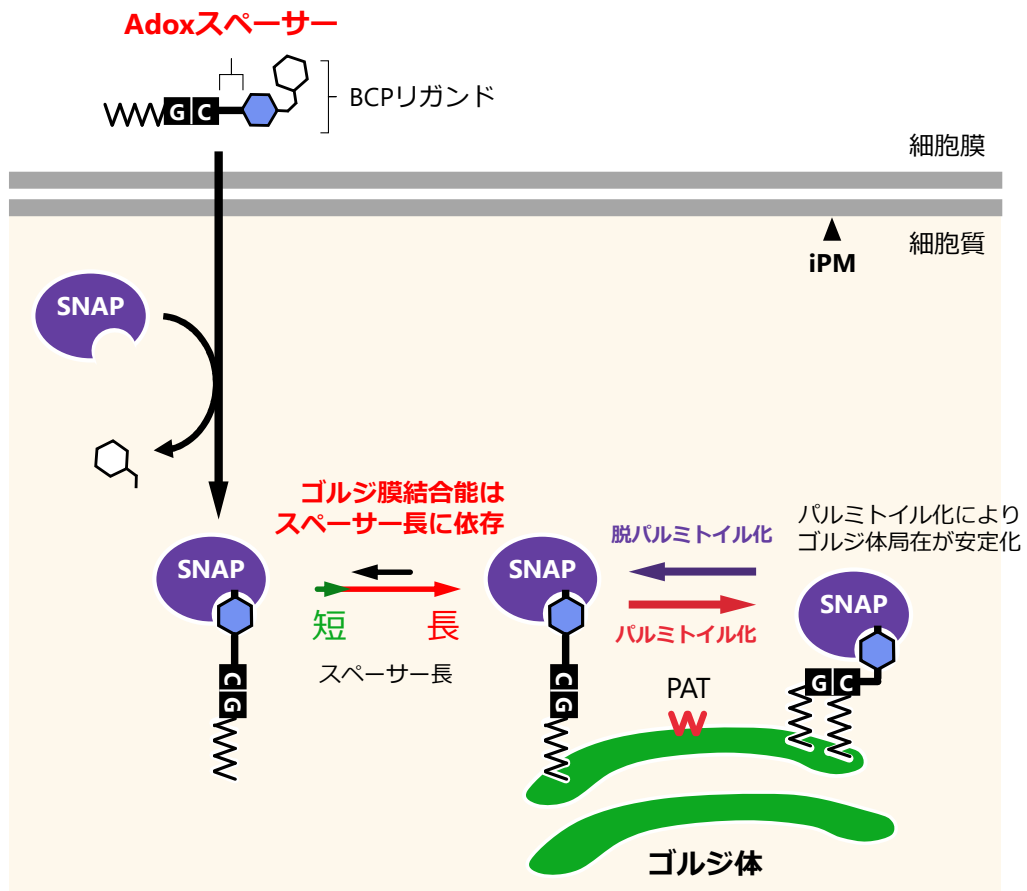 Adoxスペーサー
G C
BCPリガンド
細胞膜
細胞質
iPM
SNAP
ゴルジ膜結合能は
スペーサー長に依存
SNAP
C G
短
長
スペーサー長
SNAP
C G
脱パルミトイル化
パルミトイル化
パルミトイル化により
ゴルジ体局在が安定化
SNAP
G C
PAT
ゴルジ体